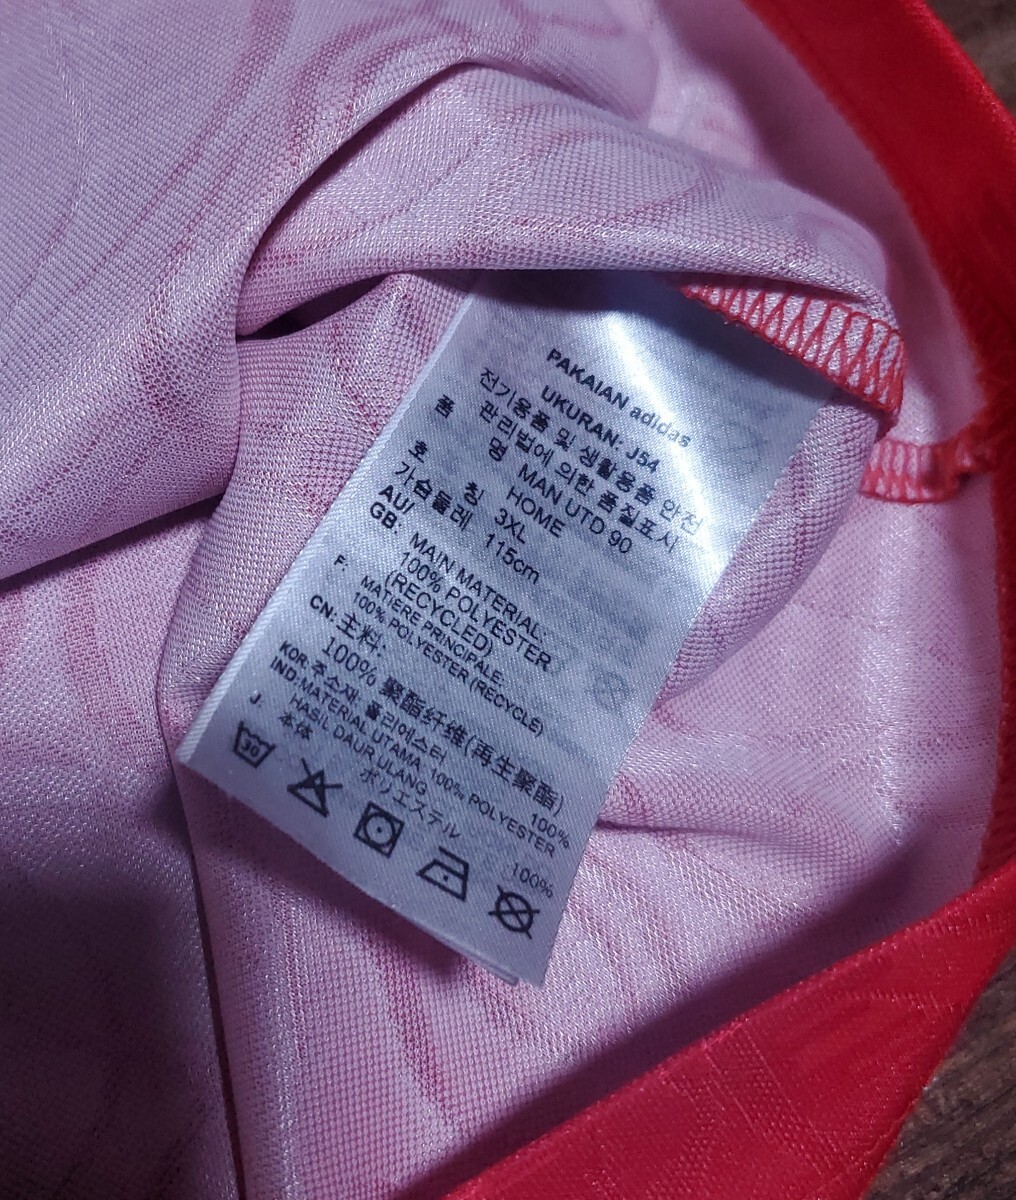 PAKAIAN adidas
UKURAN: J54
전기용품 및 생활용품 안전
관리법에 의한 품질표시
품 명 MAN UTD 90
HOME
호 칭 3XL
가슴둘레 115cm
AU/
GB. MAIN MATERIAL.
100% POLYESTER
(RECYCLED)
F. MATIERE PRINCIPALE.
100% POLYESTER (RECYCLÉ)
CN:主料:
100% 聚酯纤维(再生聚酯)
KOR:주소재 폴리에스터 100%
IND:MATERIAL UTAMA 100% POLYESTER
HASIL DAUR ULANG
J. 本体 ポリエステル 100%
30